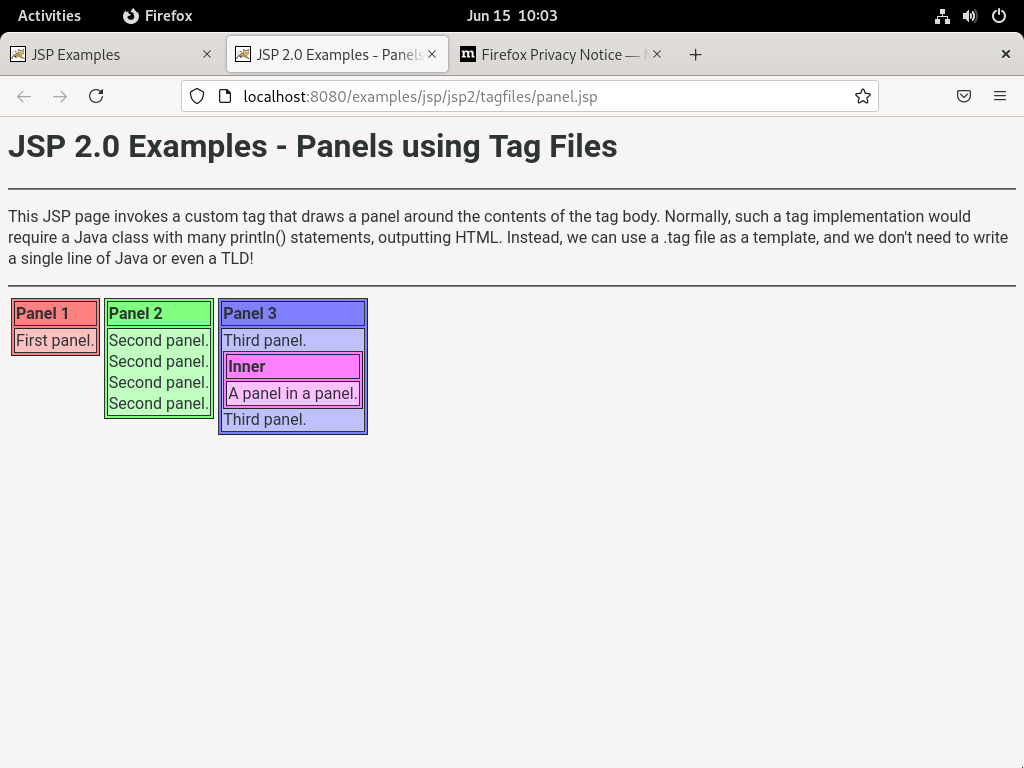 Activities Firefox Jun 15 10:03
JSP Examples JSP 2.0 Examples - Panels Firefox Privacy Notice —
localhost:8080/examples/jsp/jsp2/tagfiles/panel.jsp
JSP 2.0 Examples - Panels using Tag Files
This JSP page invokes a custom tag that draws a panel around the contents of the tag body. Normally, such a tag implementation would
require a Java class with many println() statements, outputting HTML. Instead, we can use a .tag file as a template, and we don't need to write
a single line of Java or even a TLD!
Panel 1
First panel.
Panel 2
Second panel.
Second panel.
Second panel.
Second panel.
Panel 3
Third panel.
Inner
A panel in a panel.
Third panel.